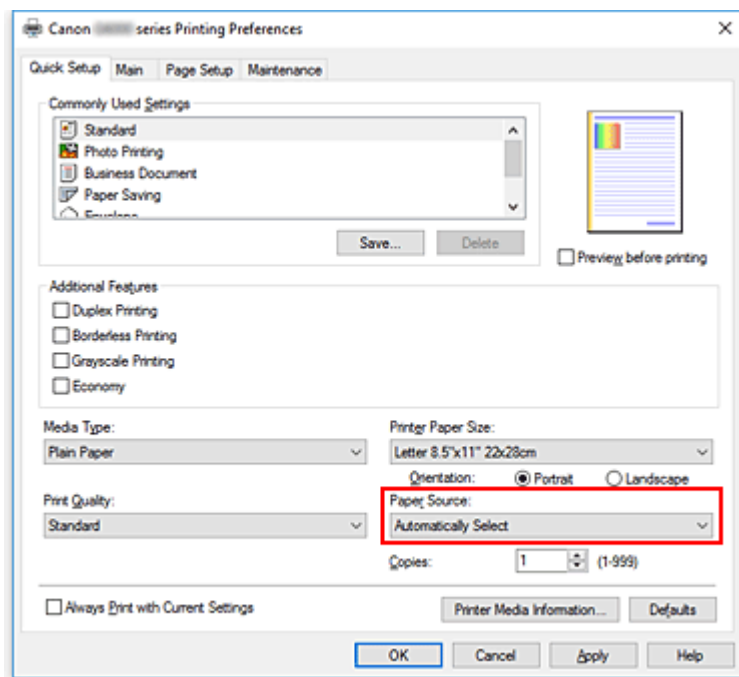 Canon series Printing Preferences
Quick Setup Main Page Setup Maintenance
Commonly Used Settings
Standard
Photo Printing
Business Document
Paper Saving
Envelope
Save... Delete
Preview before printing
Additional Features
Duplex Printing
Borderless Printing
Grayscale Printing
Economy
Media Type:
Plain Paper
Printer Paper Size:
Letter 8.5"x11" 22x28cm
Orientation: Portrait Landscape
Print Quality:
Standard
Paper Source:
Automatically Select
Copies: 1 (1-999)
Always Print with Current Settings
Printer Media Information... Defaults
OK Cancel Apply Help